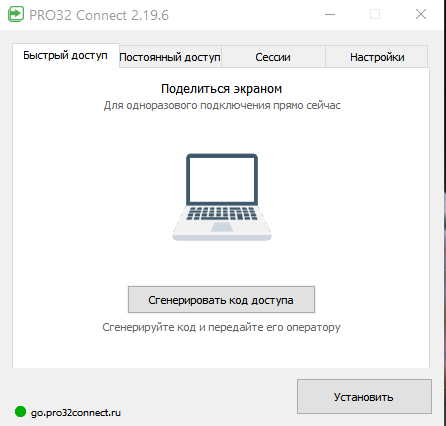 PRO32 Connect 2.19.6
Быстрый доступ Постоянный доступ Сессии Настройки
Поделиться экраном
Для одноразового подключения прямо сейчас
Сгенерировать код доступа
Сгенерируйте код и передайте его оператору
Установить
go.pro32connect.ru